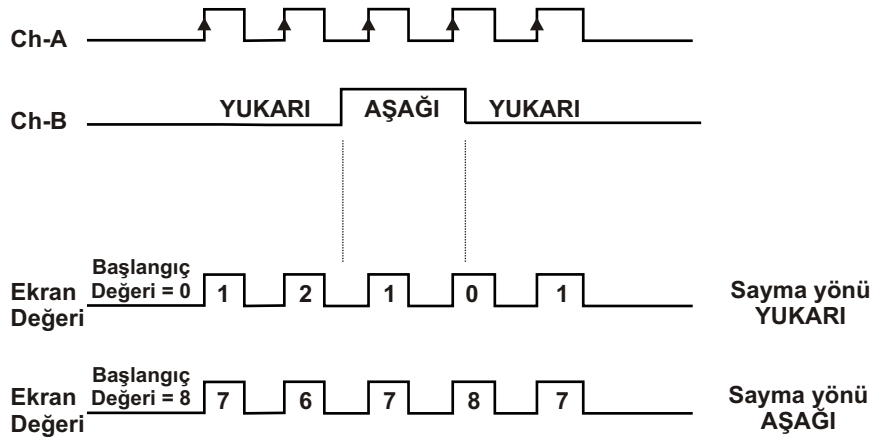 Ch-A
Ch-B
YUKARI AŞAĞI YUKARI
Başlangıç
Ekran Değeri = 0 1 2 1 0 1 Sayma yönü
Değeri YUKARI
Başlangıç
Ekran Değeri = 8 7 6 7 8 7 Sayma yönü
Değeri AŞAĞI